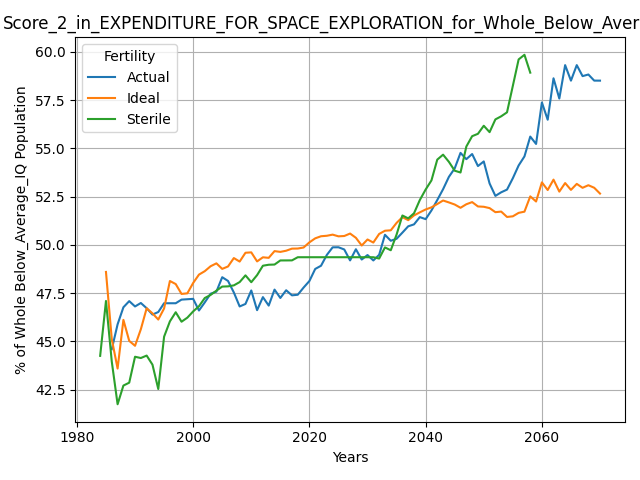 Score_2_in_EXPENDITURE_FOR_SPACE_EXPLORATION_for_Whole_Below_Aver
Fertility
Actual
Ideal
Sterile
% of Whole Below_Average_IQ Population
60.0
57.5
55.0
52.5
50.0
47.5
45.0
42.5
1980 2000 2020 2040 2060
Years